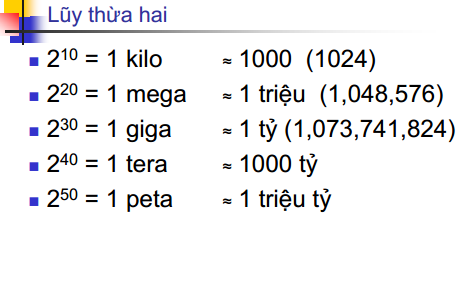 Lũy thừa hai
■ 2¹⁰ = 1 kilo ≈ 1000 (1024)
■ 2²⁰ = 1 mega ≈ 1 triệu (1,048,576)
■ 2³⁰ = 1 giga ≈ 1 tỷ (1,073,741,824)
■ 2⁴⁰ = 1 tera ≈ 1000 tỷ
■ 2⁵⁰ = 1 peta ≈ 1 triệu tỷ